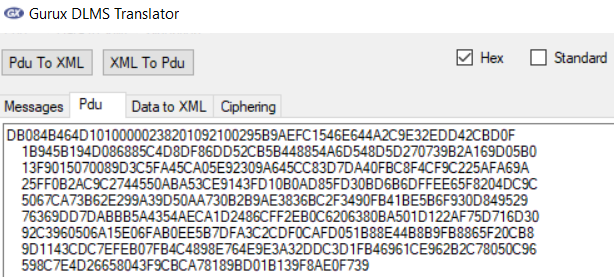 Gurux DLMS Translator
Pdu To XML XML To Pdu Hex Standard
Messages Pdu Data to XML Ciphering
DB084B464D10100000023820109210029​5B9AEFC1546E644A2C9E32EDD42CBD0F
1B945B194D086885C4D8DF86DD52CB5B448854A6D548D5D270739B2A169D05B0
13F9015070089D3C5FA45CA05E92309A645CC83D7DA40FBC8F4CF9C225AFA69A
25FF0B2AC9C2744550ABA53CE9143FD10B0AD85FD30BD6B6DFFEE65F8204DC9C
5067CA73B62E299A39D50AA730B2B9AE3836BC2F3490FB41BE5B6F930D849529
76369DD7DABBB5A4354AECA1D2486CFF2EB0C6206380BA501D122AF75D716D30
92C3960506A15E06FAB0EE5B7DFA3C2CDF0CAFD051B88E44B8B9FB8865F20CB8
9D1143CDC7EFEB07FB4C4898E764E9E3A32DDC3D1FB46961CE962B2C78050C96
598C7E4D26658043F9CBCA78189BD01B139F8AE0F739